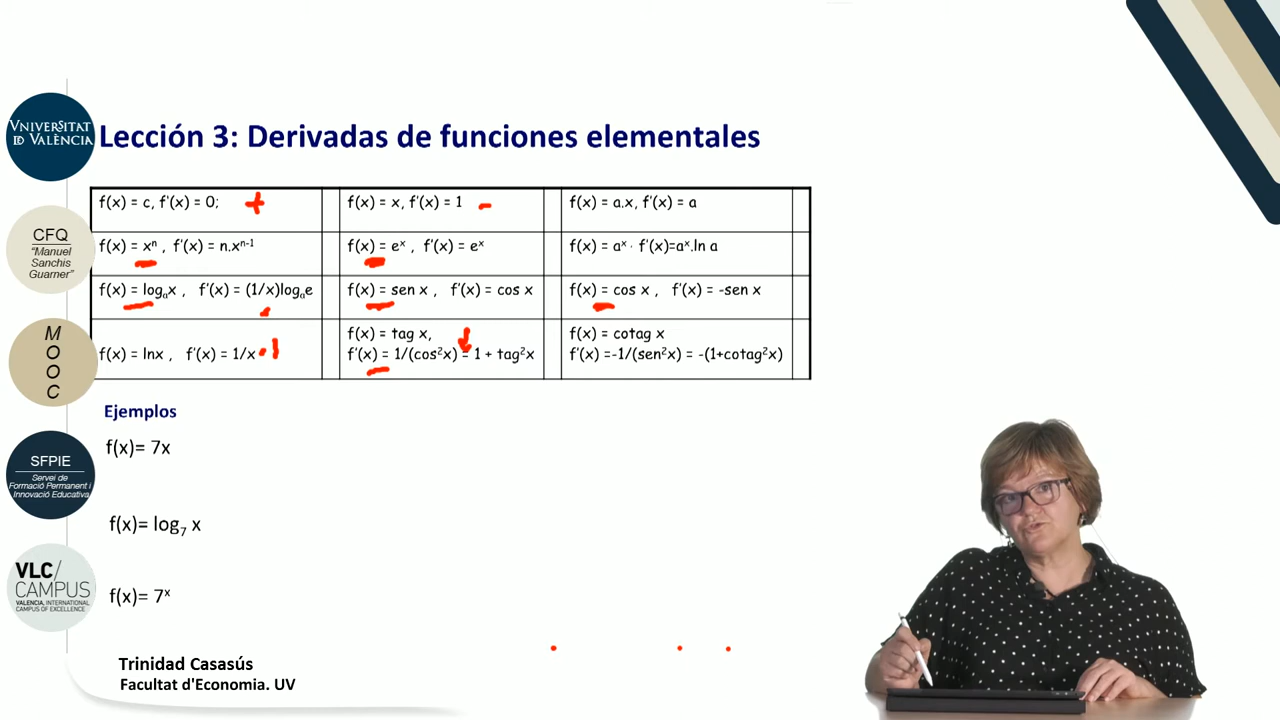 VNIVERSITAT
ID VALÈNCIA
CFQ
"Manuel
Sanchis
Guarner"
M
O
O
C
SFPIE
Servei de
Formació Permanent i
Innovació Educativa
VLC/
CAMPUS
VALENCIA, INTERNATIONAL
CAMPUS OF EXCELLENCE
Lección 3: Derivadas de funciones elementales
f(x) = c, f'(x) = 0;
f(x) = x, f'(x) = 1
f(x) = a.x, f'(x) = a
f(x) = xⁿ , f'(x) = n.xⁿ⁻¹
f(x) = eˣ , f'(x) = eˣ
f(x) = aˣ · f'(x)=aˣ.ln a
f(x) = logₐx , f'(x) = (1/x)logₐe
f(x) = sen x , f'(x) = cos x
f(x) = cos x , f'(x) = -sen x
f(x) = lnx , f'(x) = 1/x
f(x) = tag x,
f'(x) = 1/(cos²x) = 1 + tag²x
f(x) = cotag x
f'(x) =-1/(sen²x) = -(1+cotag²x)
Ejemplos
f(x)= 7x
f(x)= log₇ x
f(x)= 7ˣ
Trinidad Casasús
Facultat d'Economia. UV